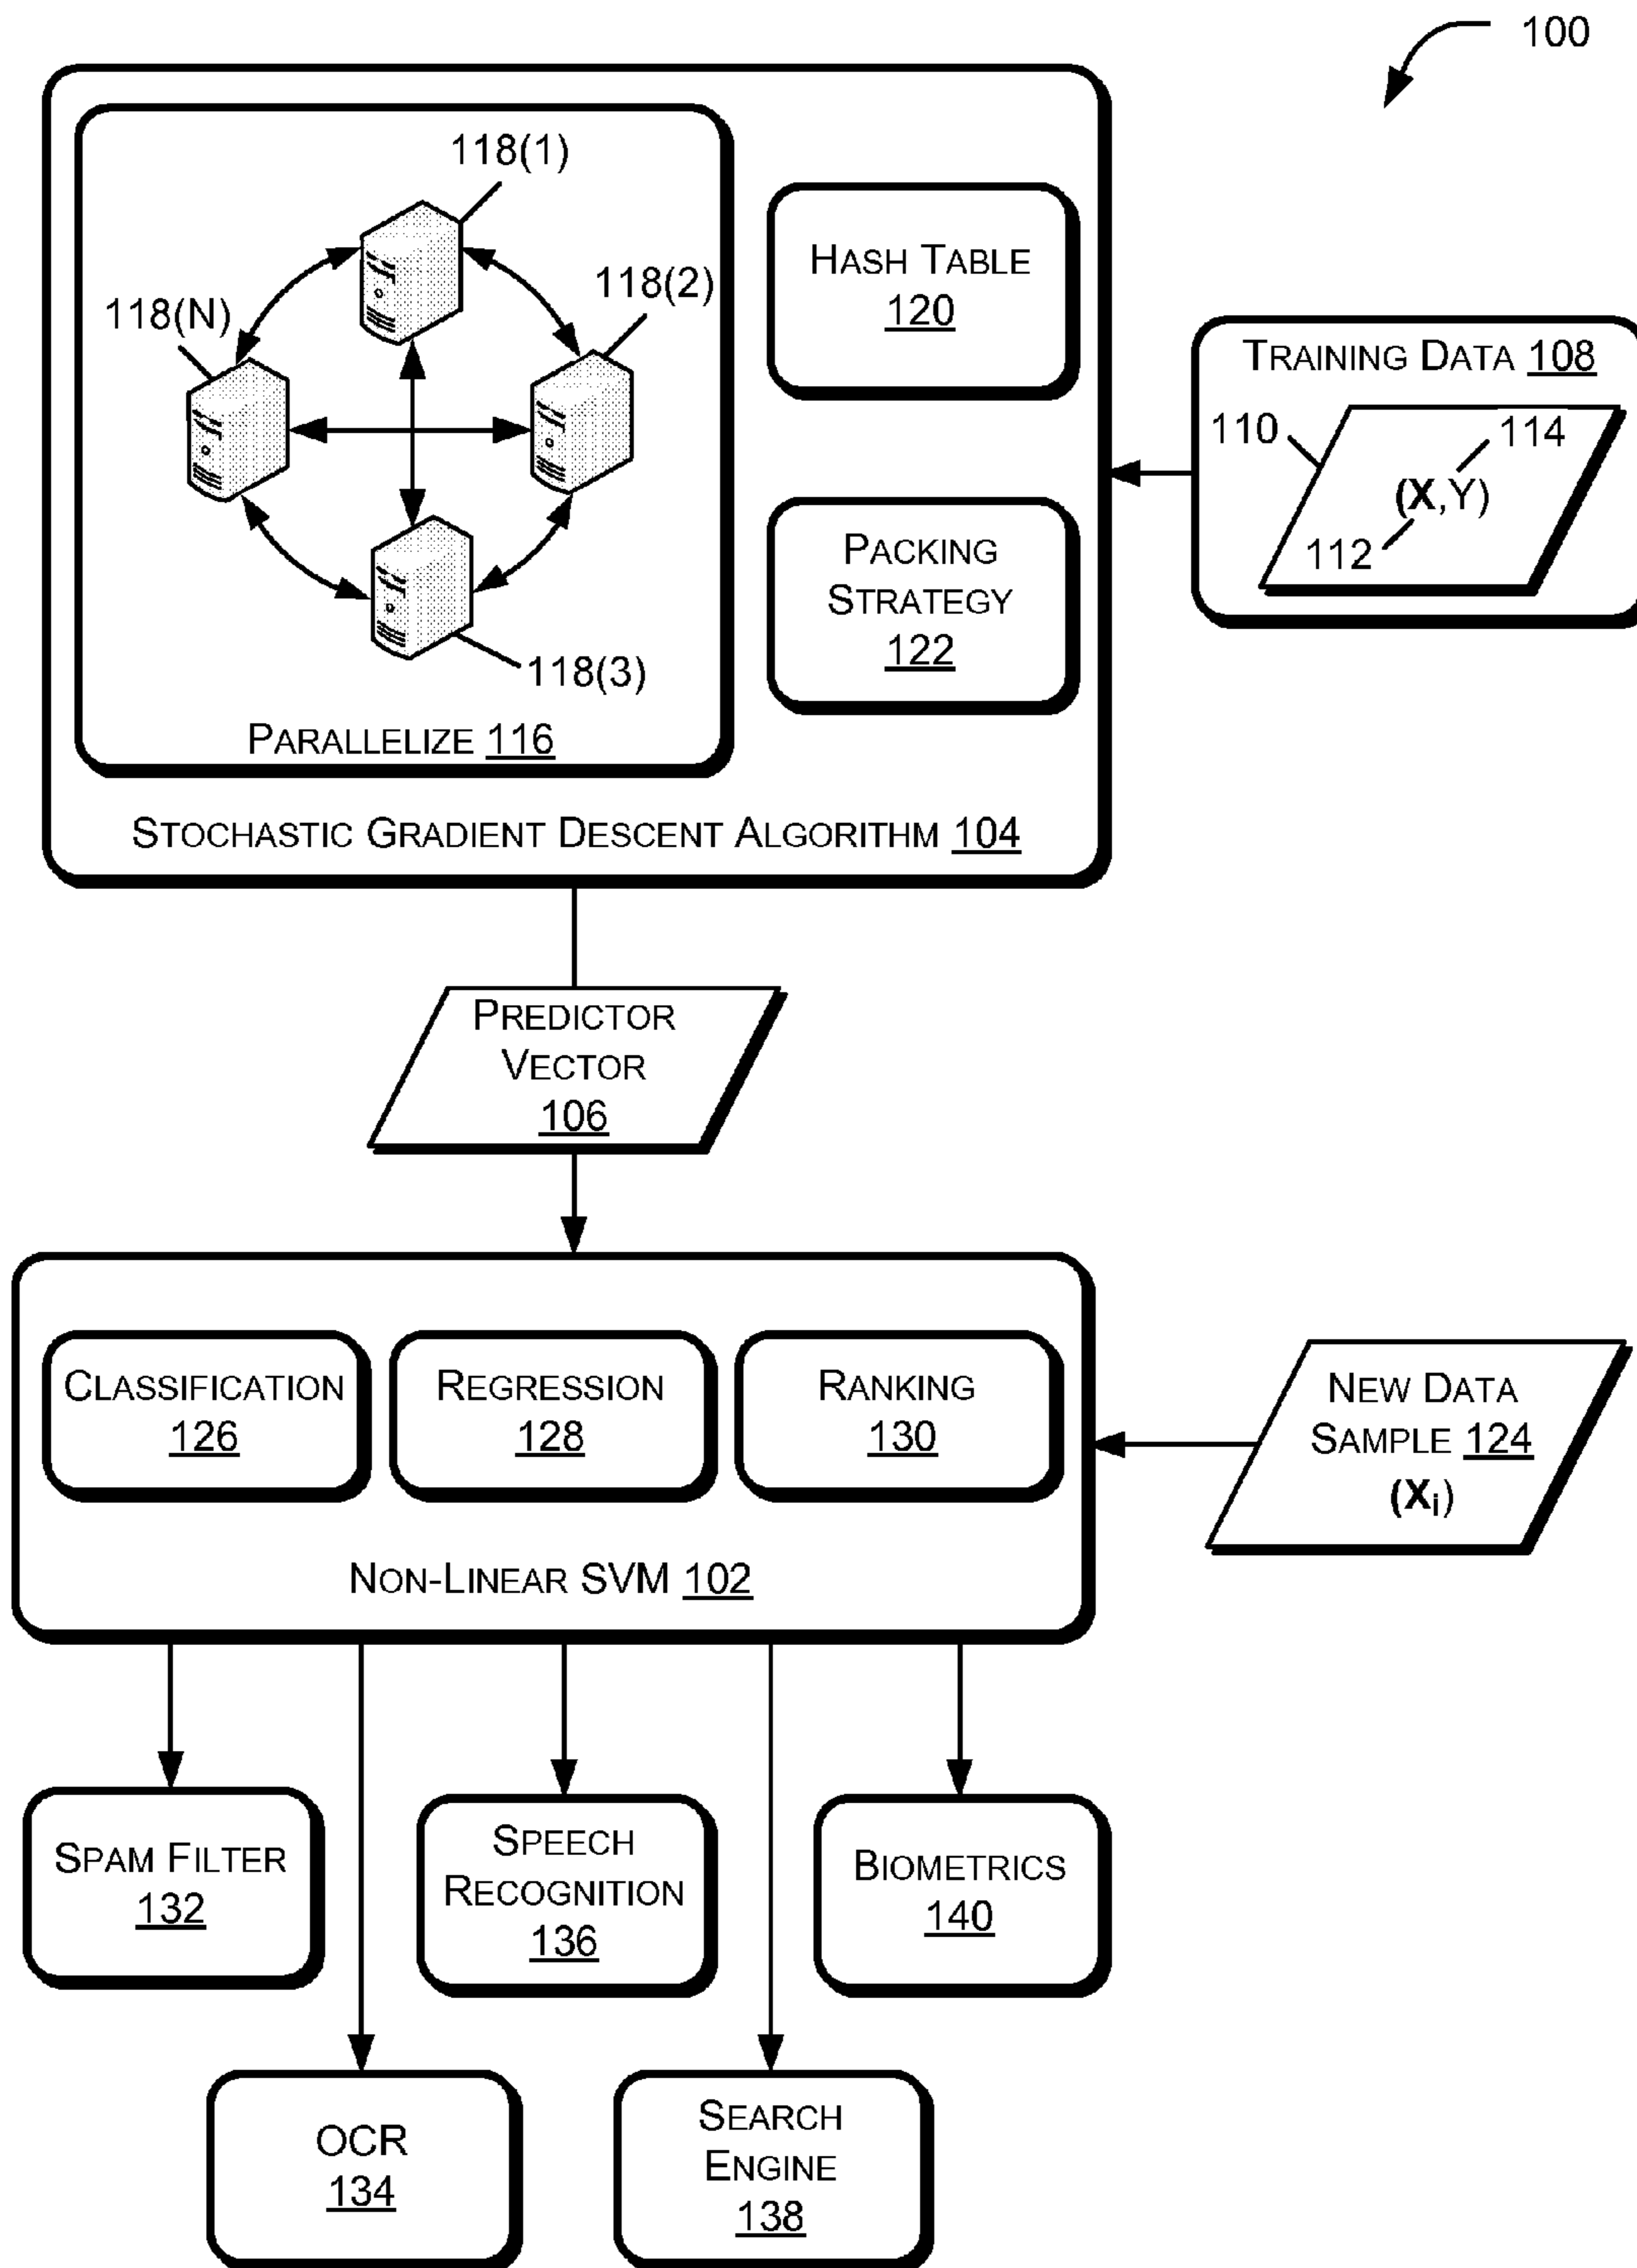 100
118(1)
118(2)
118(N)
118(3)
PARALLELIZE 116
HASH TABLE
120
PACKING
STRATEGY
122
STOCHASTIC GRADIENT DESCENT ALGORITHM 104
TRAINING DATA 108
110
114
(X,Y)
112
PREDICTOR
VECTOR
106
CLASSIFICATION
126
REGRESSION
128
RANKING
130
NON-LINEAR SVM 102
NEW DATA
SAMPLE 124
(Xi)
SPAM FILTER
132
SPEECH
RECOGNITION
136
BIOMETRICS
140
OCR
134
SEARCH
ENGINE
138